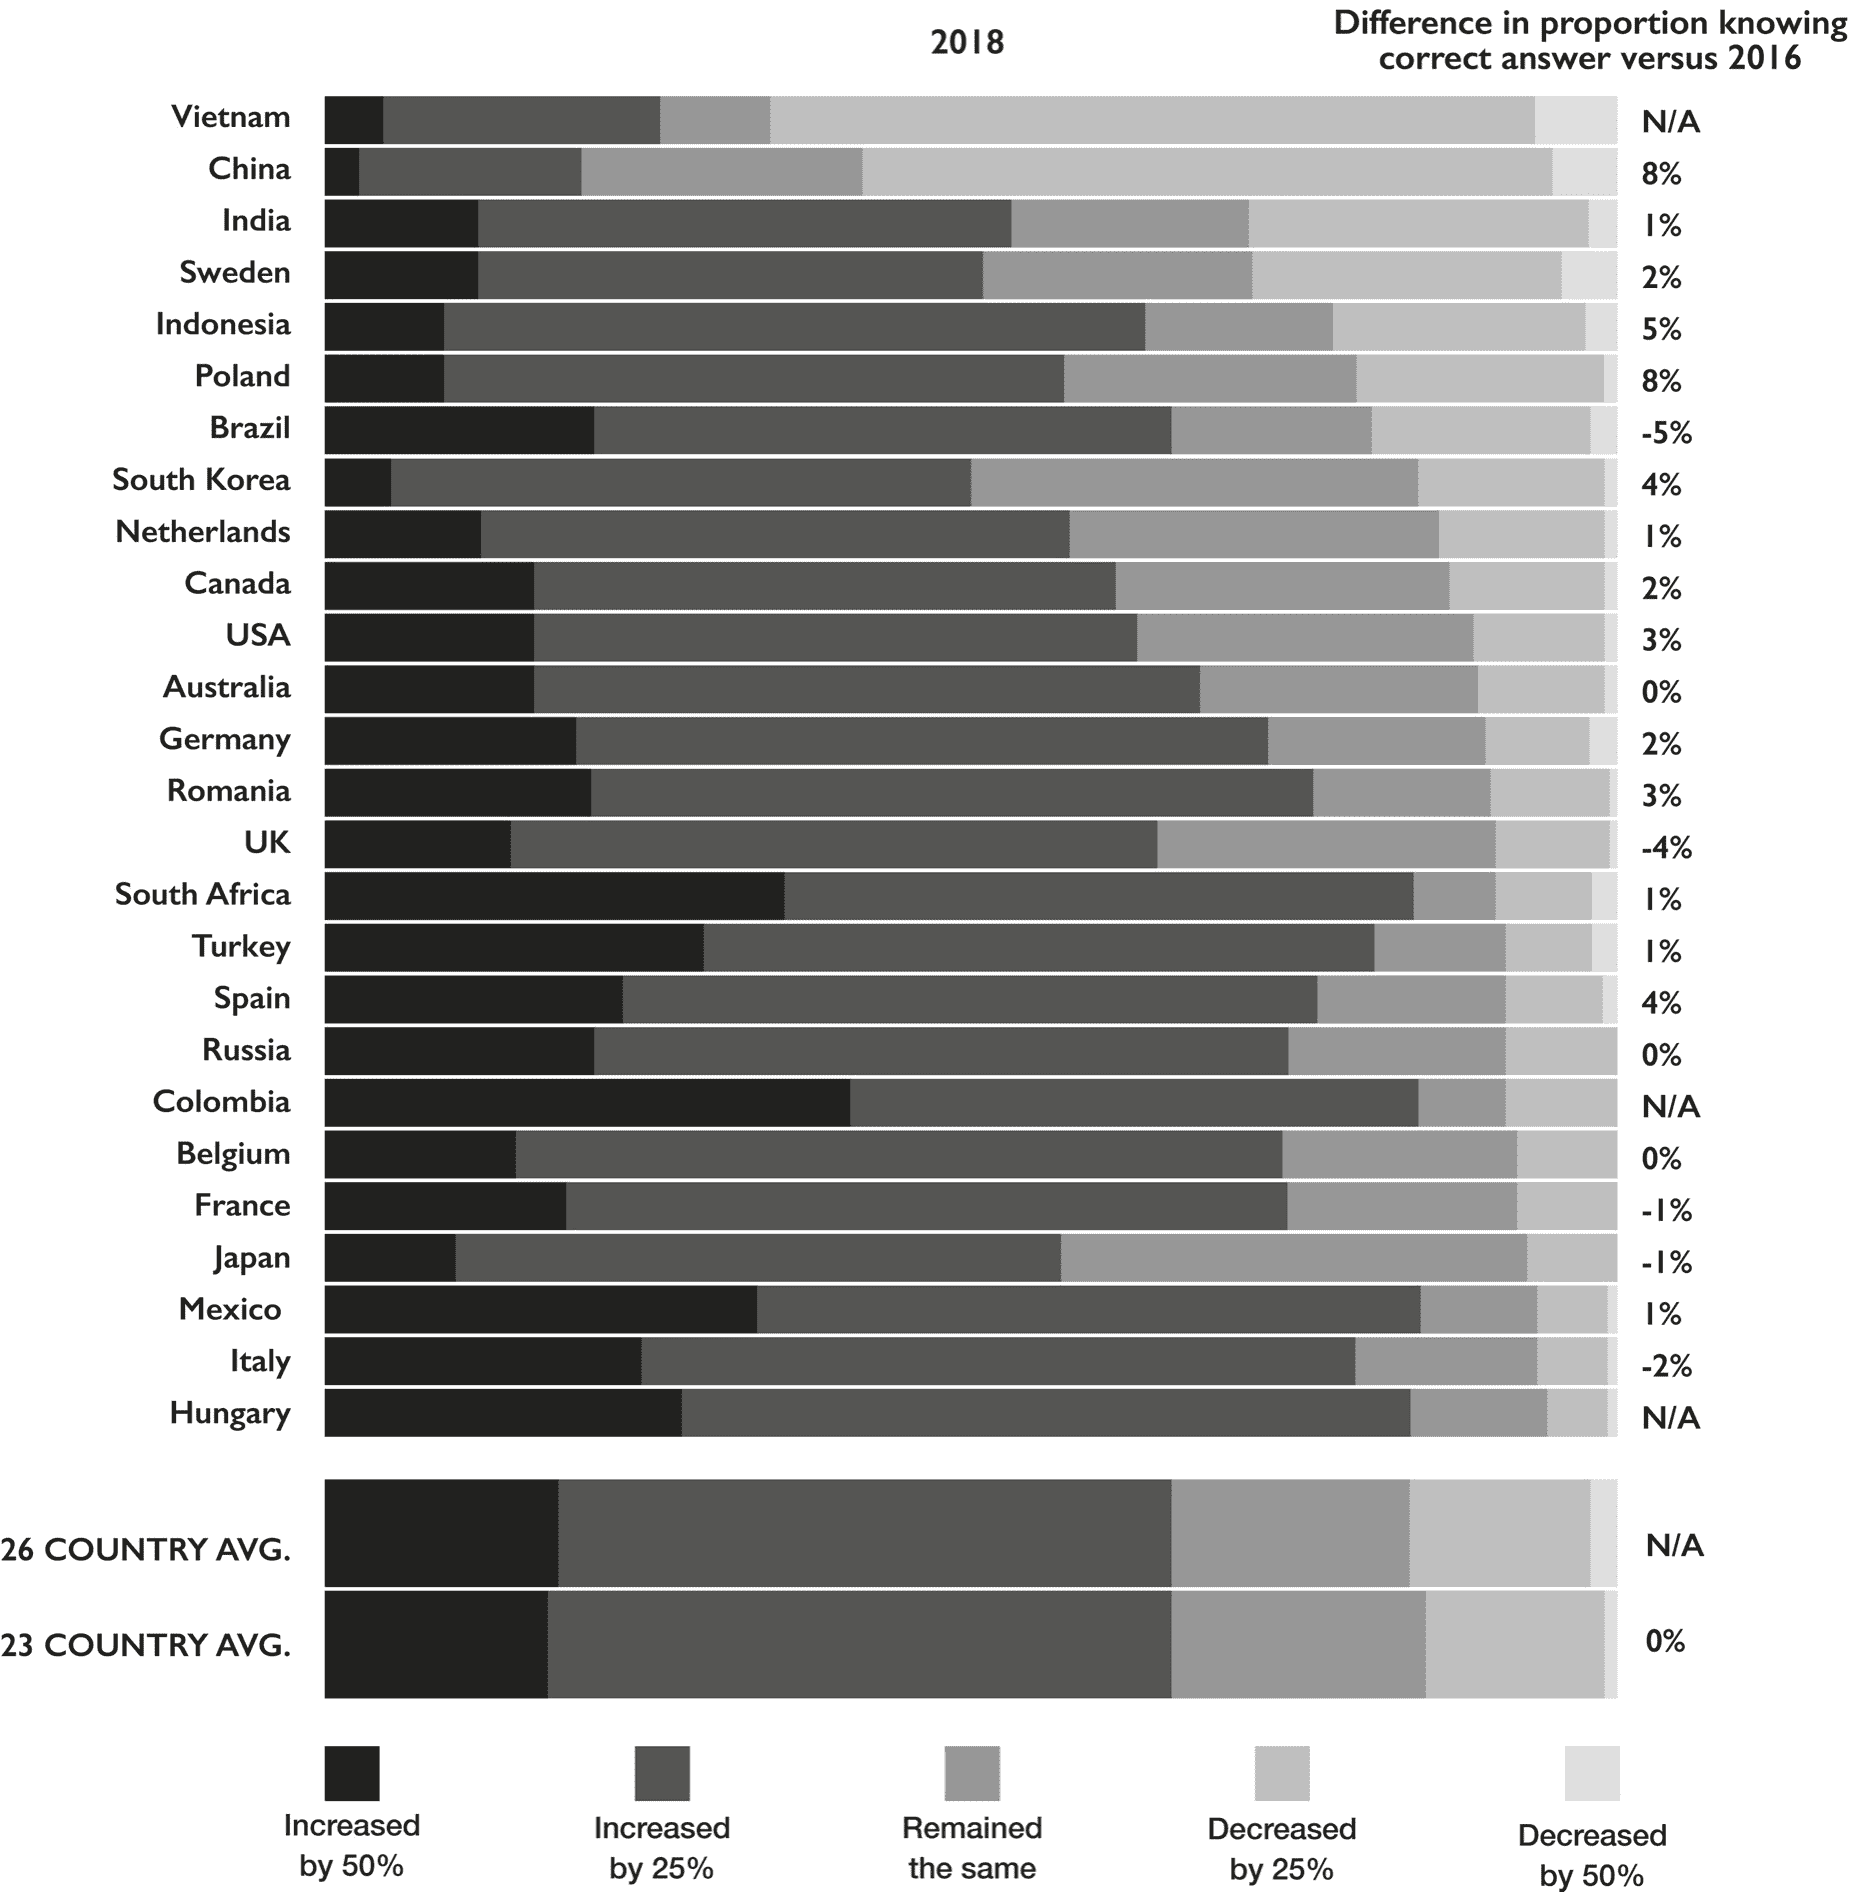 2018
Difference in proportion knowing
correct answer versus 2016
Vietnam N/A
China 8%
India 1%
Sweden 2%
Indonesia 5%
Poland 8%
Brazil -5%
South Korea 4%
Netherlands 1%
Canada 2%
USA 3%
Australia 0%
Germany 2%
Romania 3%
UK -4%
South Africa 1%
Turkey 1%
Spain 4%
Russia 0%
Colombia N/A
Belgium 0%
France -1%
Japan -1%
Mexico 1%
Italy -2%
Hungary N/A
26 COUNTRY AVG. N/A
23 COUNTRY AVG. 0%
Increased
by 50%
Increased
by 25%
Remained
the same
Decreased
by 25%
Decreased
by 50%